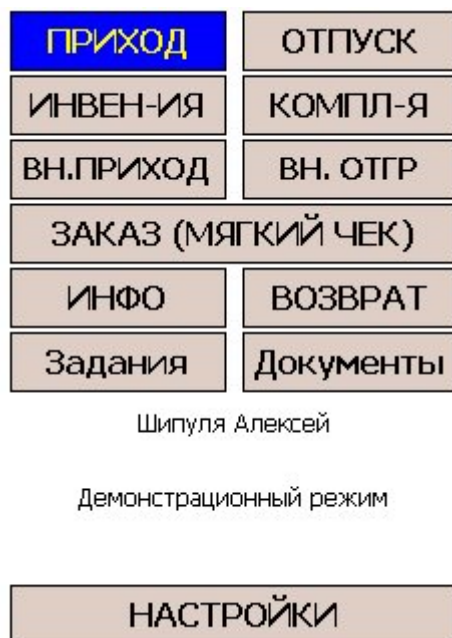 ПРИХОД ОТПУСК
ИНВЕН-ИЯ КОМПЛ-Я
ВН.ПРИХОД ВН. ОТГР
ЗАКАЗ (МЯГКИЙ ЧЕК)
ИНФО ВОЗВРАТ
Задания Документы
Шипуля Алексей
Демонстрационный режим
НАСТРОЙКИ